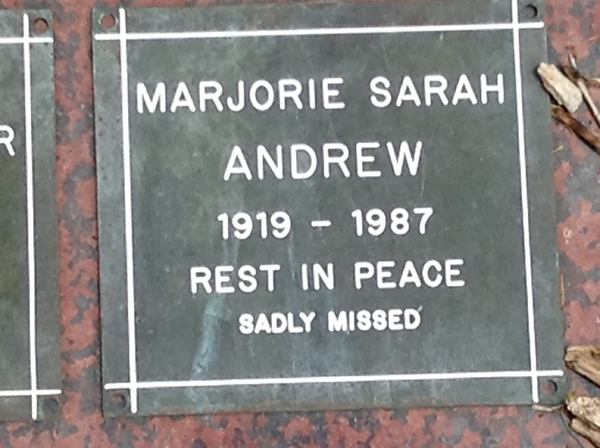 MARJORIE SARAH
ANDREW
1919 - 1987
REST IN PEACE
SADLY MISSED
R